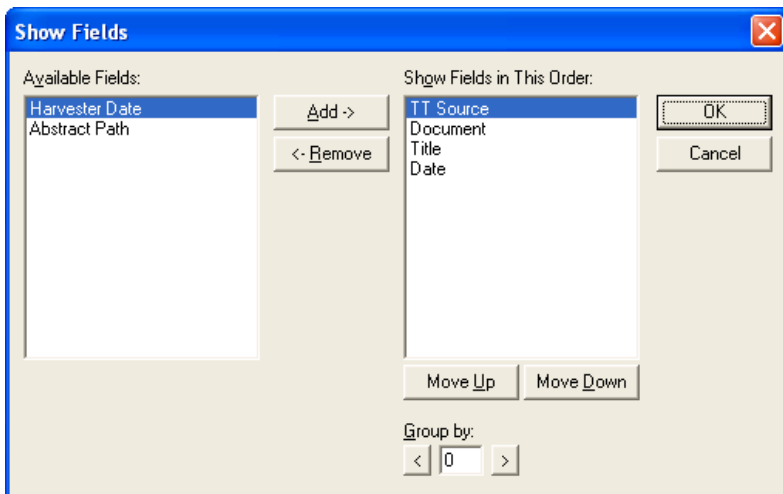 Show Fields
Available Fields:
Harvester Date
Abstract Path
Add ->
<- Remove
Show Fields in This Order:
TT Source
Document
Title
Date
OK
Cancel
Move Up
Move Down
Group by:
<
0
>